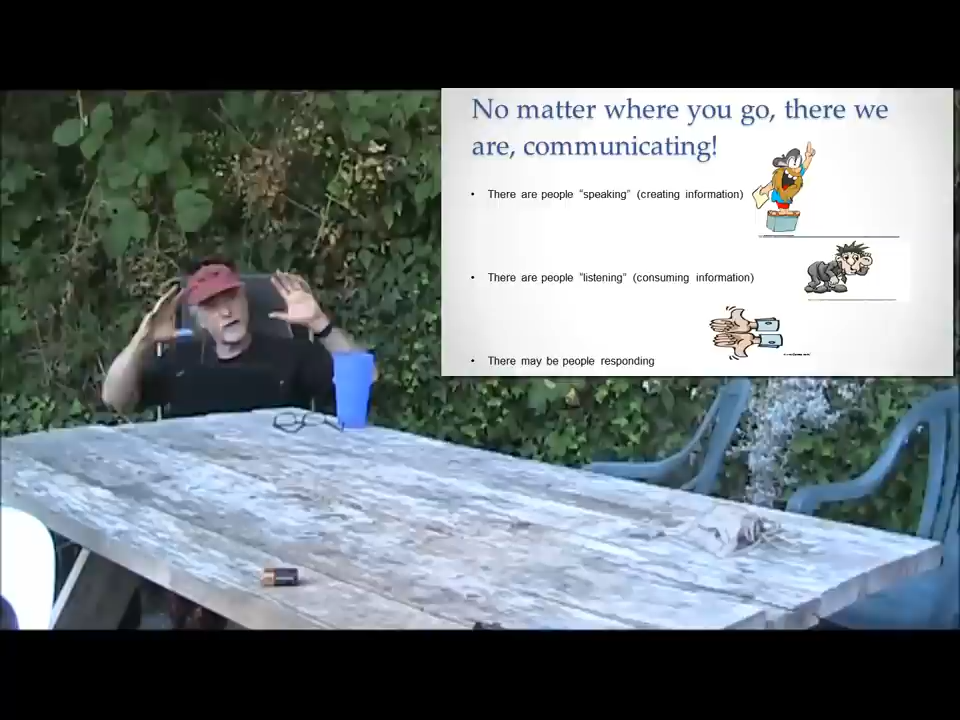 No matter where you go, there we
are, communicating!
• There are people "speaking" (creating information)
• There are people "listening" (consuming information)
• There may be people responding